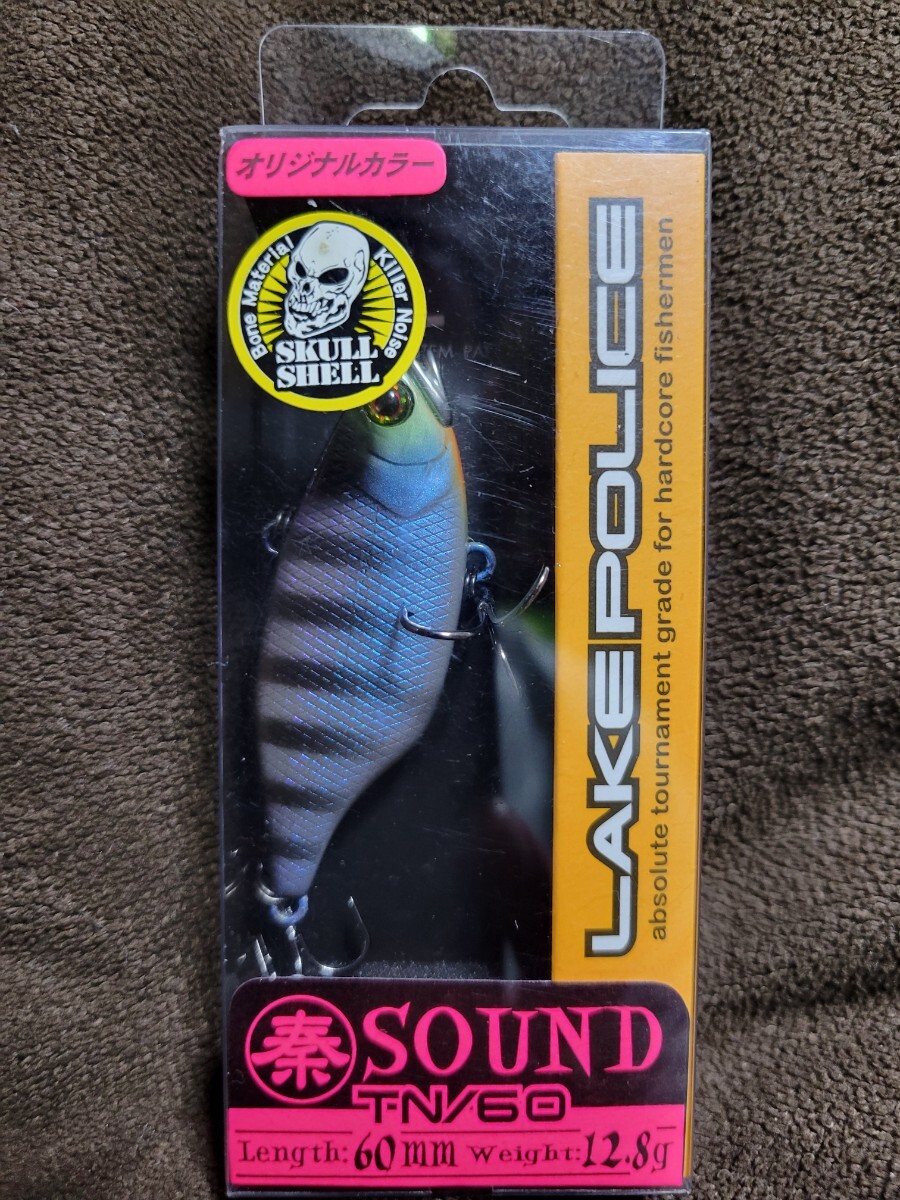 オリジナルカラー
Bone Material
Killer Noise
SKULL
SHELL
LAKE POLICE
absolute tournament grade for hardcore fishermen
秦
SOUND
TN/60
Length: 60mm Weight: 12.8g